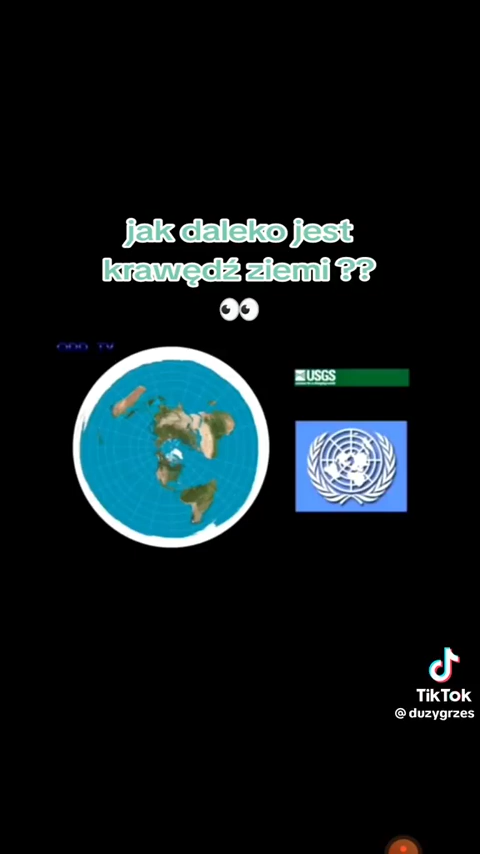 jak daleko jest
krawędź ziemi ??
USGS
TikTok
@ duzygrzes